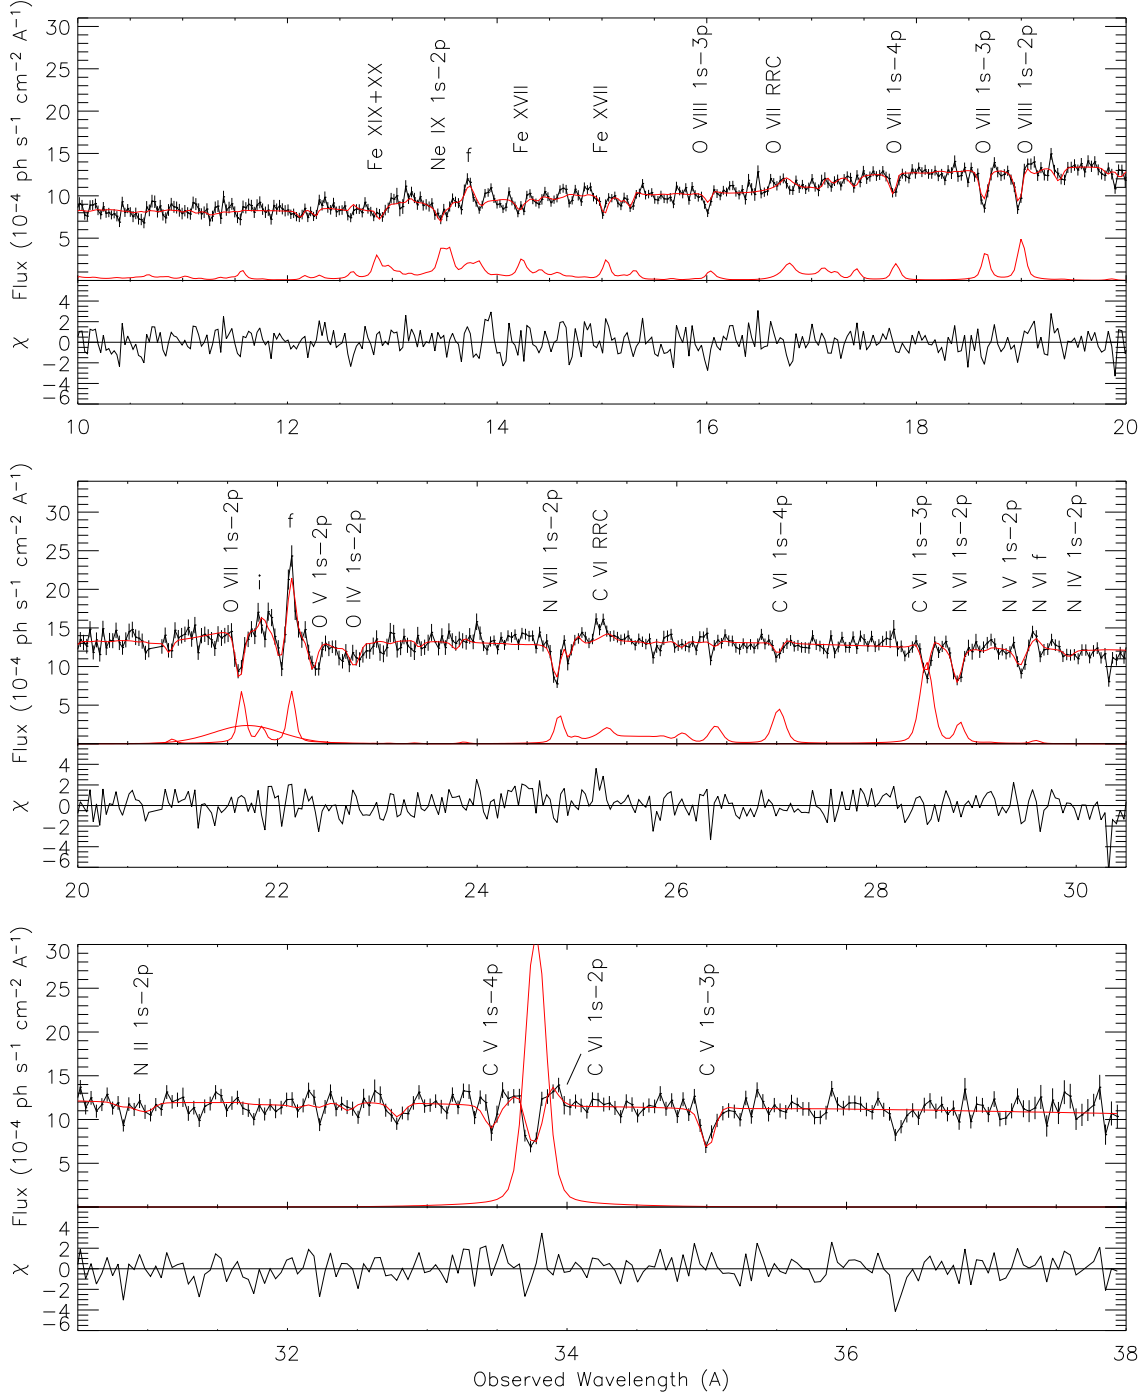 Flux (10−4 ph s−1 cm−2 A−1)
30
25
20
15
10
5
Fe XIX+XX
Ne IX 1s−2p
f
Fe XVII
Fe XVII
O VIII 1s−3p
O VII RRC
O VII 1s−4p
O VII 1s−3p
O VIII 1s−2p
χ
4
2
0
−2
−4
−6
10 12 14 16 18 20
Flux (10−4 ph s−1 cm−2 A−1)
30
25
20
15
10
5
O VII 1s−2p
i
f
O V 1s−2p
O IV 1s−2p
N VII 1s−2p
C VI RRC
C VI 1s−4p
C VI 1s−3p
N VI 1s−2p
N V 1s−2p
N VI f
N IV 1s−2p
χ
4
2
0
−2
−4
−6
20 22 24 26 28 30
Flux (10−4 ph s−1 cm−2 A−1)
30
25
20
15
10
5
N II 1s−2p
C V 1s−4p
C VI 1s−2p
C V 1s−3p
χ
4
2
0
−2
−4
−6
32 34 36 38
Observed Wavelength (A)